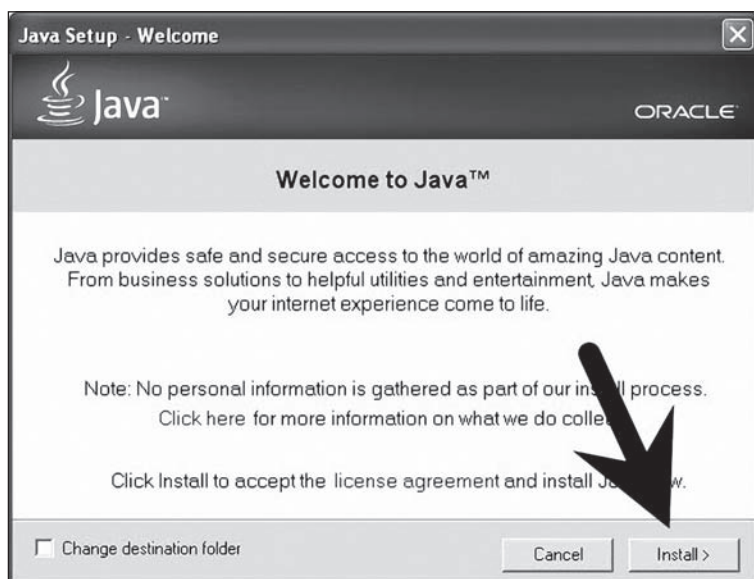 Java Setup - Welcome
Java™
ORACLE
Welcome to Java™
Java provides safe and secure access to the world of amazing Java content.
From business solutions to helpful utilities and entertainment, Java makes
your internet experience come to life.
Note: No personal information is gathered as part of our process.
Click here for more information on what we do
Click Install to accept the license agreement and install
Change destination folder
Cancel
Install >